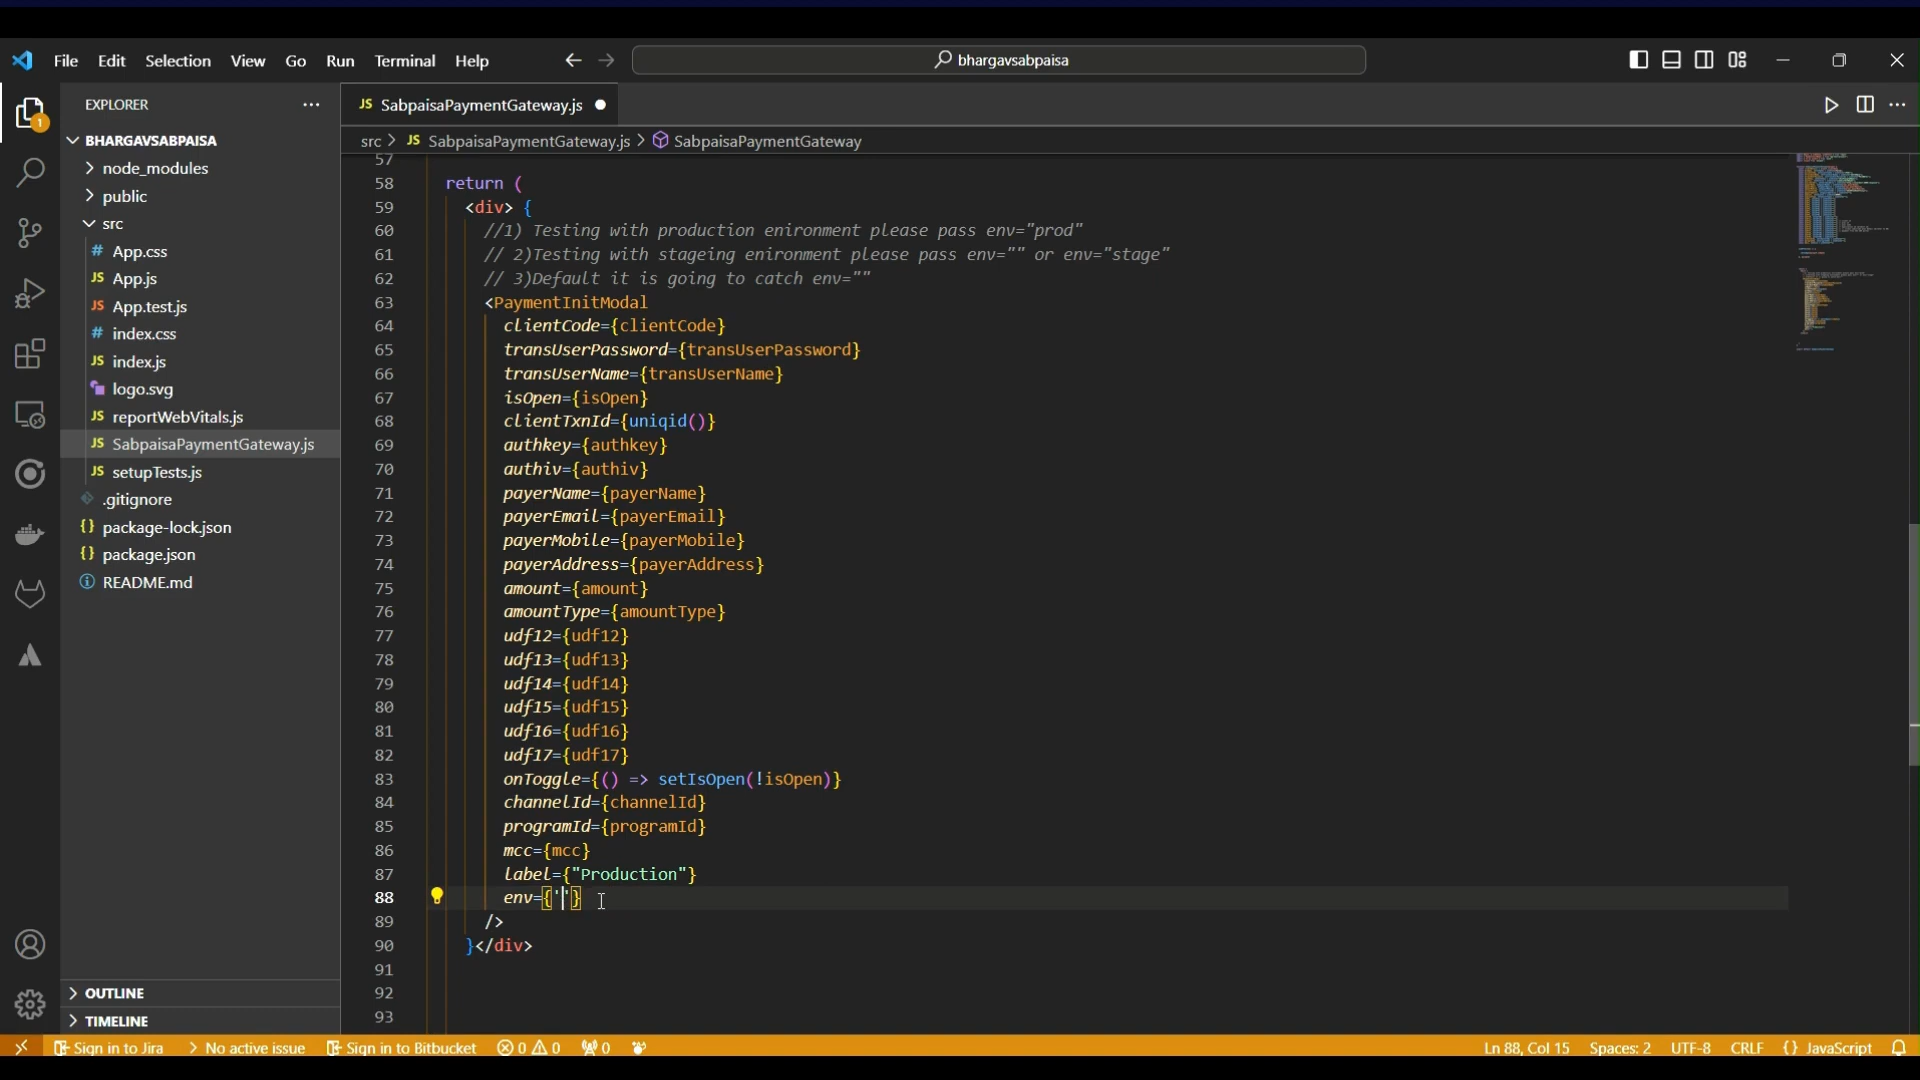 File Edit Selection View Go Run Terminal Help
bhargavsabpaisa
EXPLORER
BHARGAVSABPAISA
node_modules
public
src
# App.css
JS App.js
JS App.test.js
# index.css
JS index.js
logo.svg
JS reportWebVitals.js
JS SabpaisaPaymentGateway.js
JS setupTests.js
.gitignore
{} package-lock.json
{} package.json
README.md
OUTLINE
TIMELINE
JS SabpaisaPaymentGateway.js
src > JS SabpaisaPaymentGateway.js > SabpaisaPaymentGateway
57
58 return (
59 <div> {
60 //1) Testing with production enironment please pass env="prod"
61 // 2)Testing with stageing enironment please pass env="" or env="stage"
62 // 3)Default it is going to catch env=""
63 <PaymentInitModal
64 clientCode={clientCode}
65 transUserPassword={transUserPassword}
66 transUserName={transUserName}
67 isOpen={isOpen}
68 clientTxnId={uniqid()}
69 authkey={authkey}
70 authiv={authiv}
71 payerName={payerName}
72 payerEmail={payerEmail}
73 payerMobile={payerMobile}
74 payerAddress={payerAddress}
75 amount={amount}
76 amountType={amountType}
77 udf12={udf12}
78 udf13={udf13}
79 udf14={udf14}
80 udf15={udf15}
81 udf16={udf16}
82 udf17={udf17}
83 onToggle={() => setIsOpen(!isOpen)}
84 channelId={channelId}
85 programId={programId}
86 mcc={mcc}
87 label={"Production"}
88 env={''}
89 />
90 }</div>
91
92
93
Sign in to Jira > No active issue Sign in to Bitbucket 0 0 0 Ln 88, Col 15 Spaces: 2 UTF-8 CRLF {} JavaScript